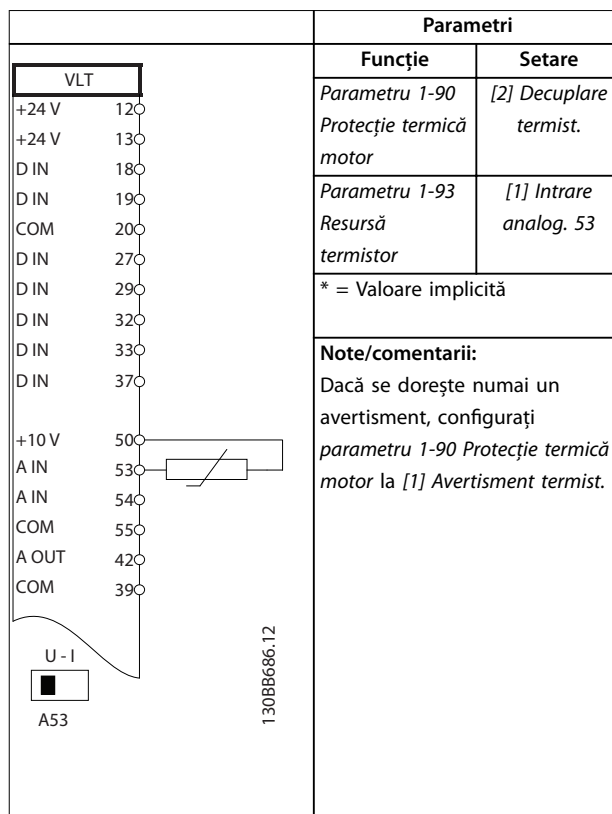 VLT
+24 V 12
+24 V 13
D IN 18
D IN 19
COM 20
D IN 27
D IN 29
D IN 32
D IN 33
D IN 37
+10 V 50
A IN 53
A IN 54
COM 55
A OUT 42
COM 39
U - I
A53
130BB686.12
Parametri
Funcție Setare
Parametru 1-90 [2] Decuplare
Protecție termică termist.
motor
Parametru 1-93 [1] Intrare
Resursă analog. 53
termistor
* = Valoare implicită
Note/comentarii:
Dacă se dorește numai un
avertisment, configurați
parametru 1-90 Protecție termică
motor la [1] Avertisment termist.